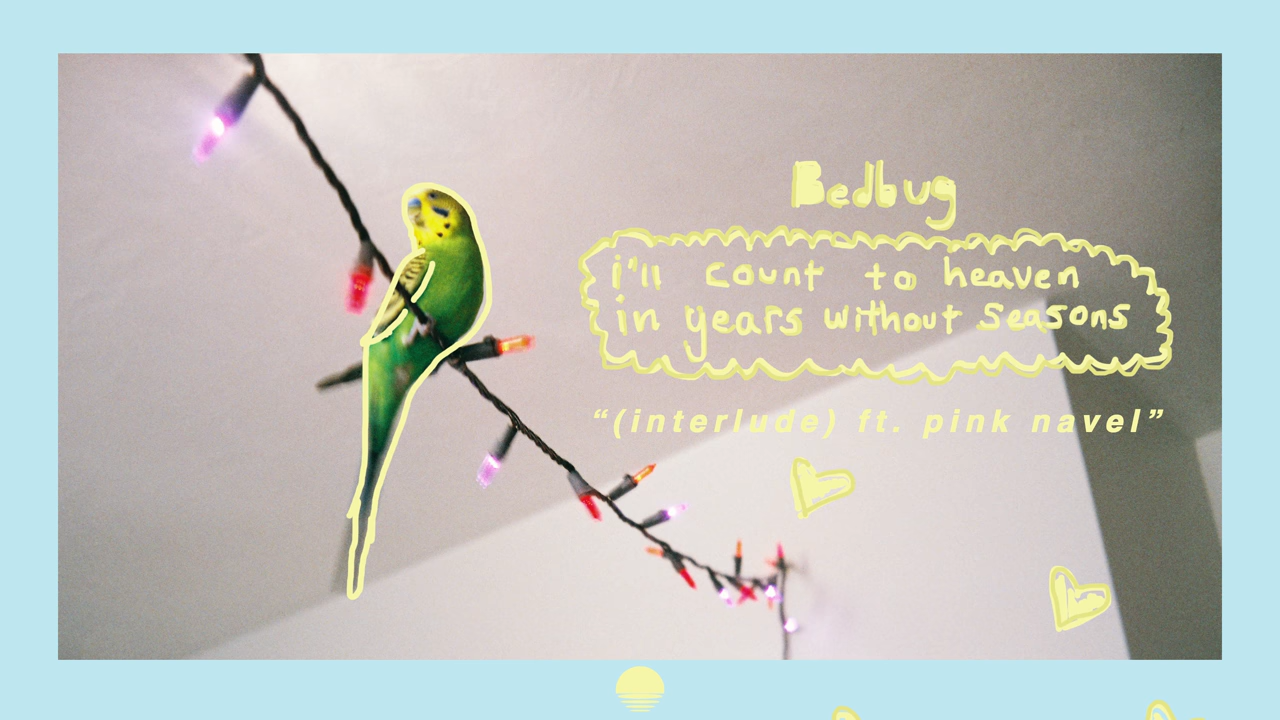 Bedbug
i'll count to heaven
in years without seasons
“(interlude) ft. pink navel”